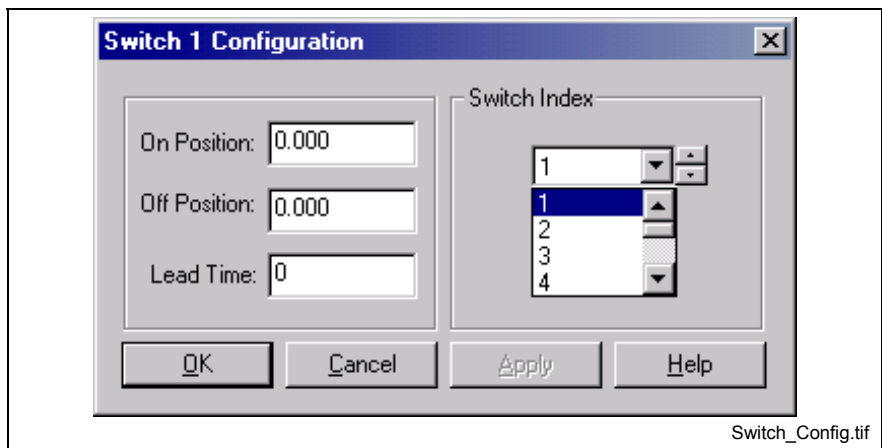 Switch 1 Configuration
On Position: 0.000
Off Position: 0.000
Lead Time: 0
Switch Index
1
1
2
3
4
OK Cancel Apply Help
Switch_Config.tif